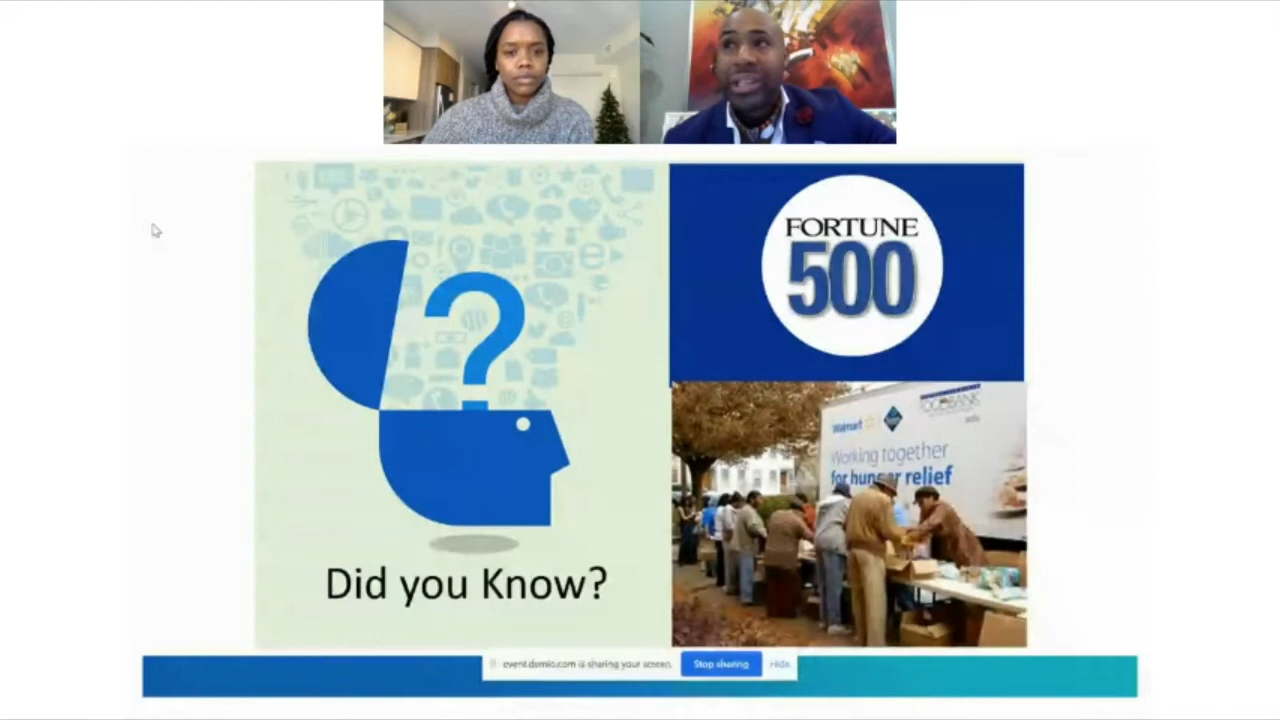 FORTUNE
500
Did you Know?
Walmart
FOODBANK
Working together
for hunger relief
event.demio.com is sharing your screen. Stop sharing Hide